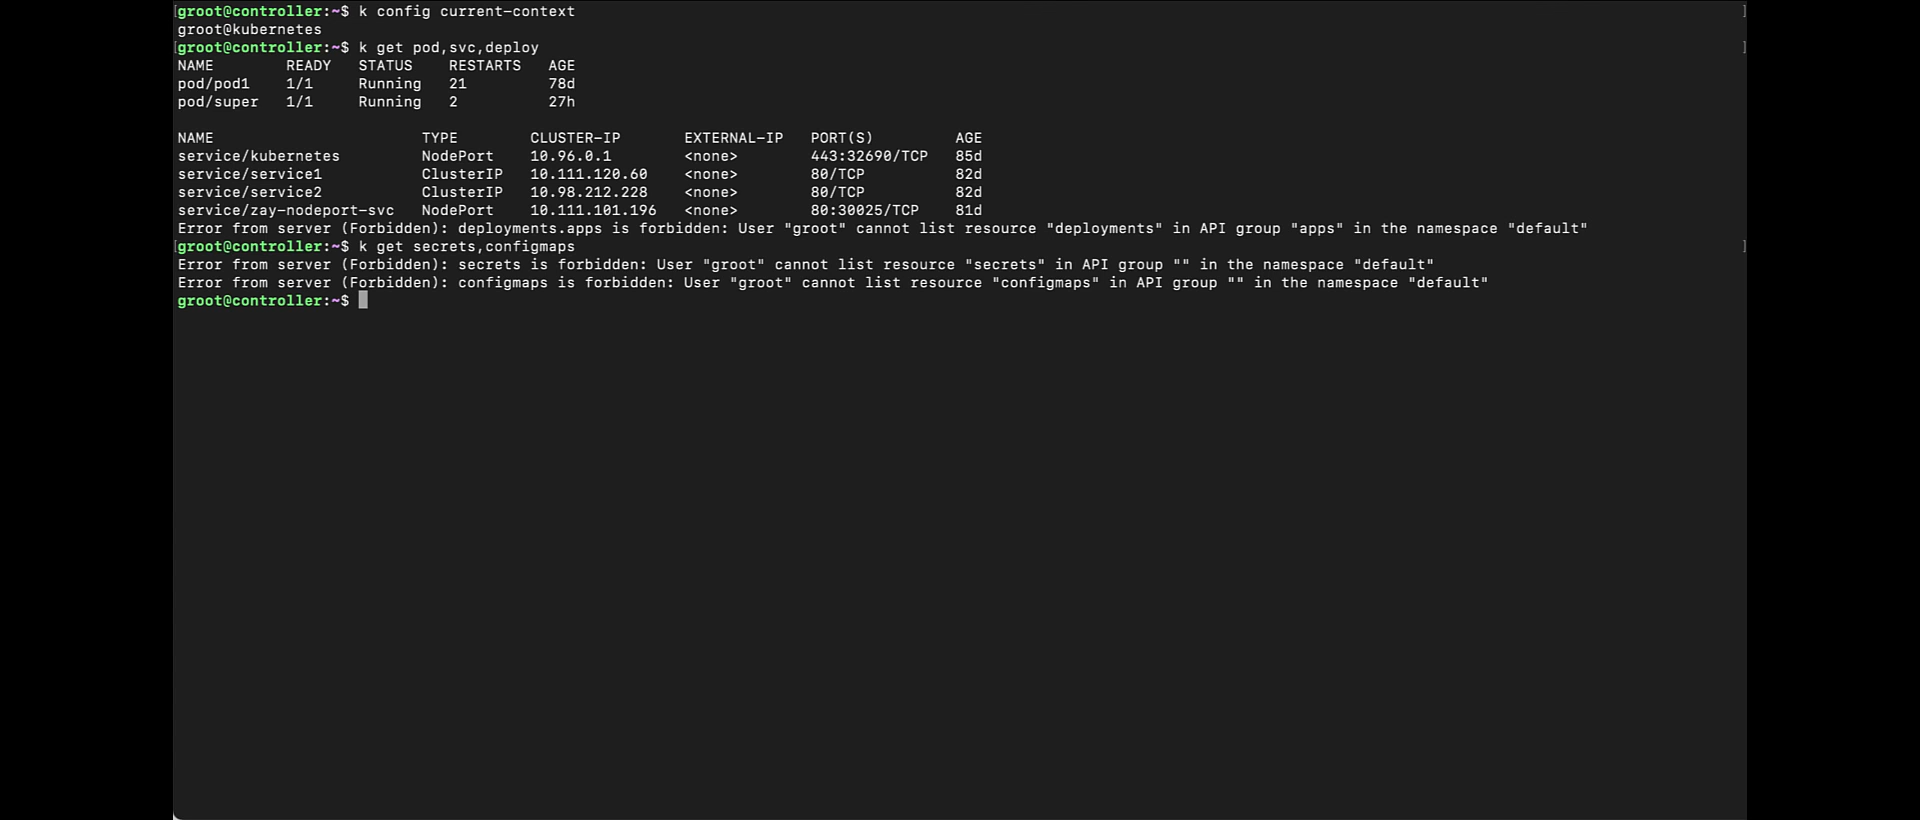 [groot@controller:~$ k config current-context ]
groot@kubernetes
[groot@controller:~$ k get pod,svc,deploy ]
NAME        READY   STATUS    RESTARTS   AGE
pod/pod1    1/1     Running   21         78d
pod/super   1/1     Running   2          27h

NAME                       TYPE        CLUSTER-IP       EXTERNAL-IP   PORT(S)         AGE
service/kubernetes         NodePort    10.96.0.1        <none>        443:32690/TCP   85d
service/service1           ClusterIP   10.111.120.60    <none>        80/TCP          82d
service/service2           ClusterIP   10.98.212.228    <none>        80/TCP          82d
service/zay-nodeport-svc   NodePort    10.111.101.196   <none>        80:30025/TCP    81d
Error from server (Forbidden): deployments.apps is forbidden: User "groot" cannot list resource "deployments" in API group "apps" in the namespace "default"
[groot@controller:~$ k get secrets,configmaps ]
Error from server (Forbidden): secrets is forbidden: User "groot" cannot list resource "secrets" in API group "" in the namespace "default"
Error from server (Forbidden): configmaps is forbidden: User "groot" cannot list resource "configmaps" in API group "" in the namespace "default"
groot@controller:~$